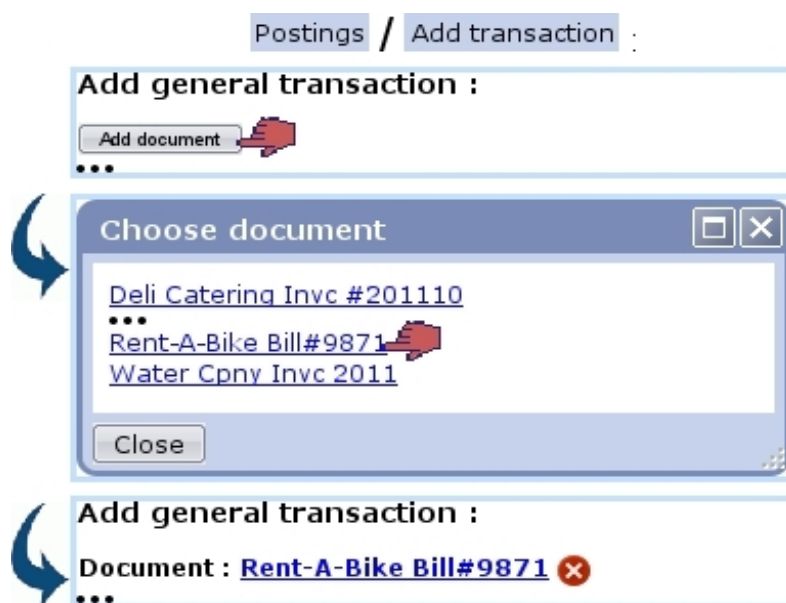 Postings / Add transaction :
Add general transaction :
Add document
•••
Choose document
Deli Catering Invc #201110
•••
Rent-A-Bike Bill#9871
Water Cpny Invc 2011
Close
Add general transaction :
Document : Rent-A-Bike Bill#9871
•••